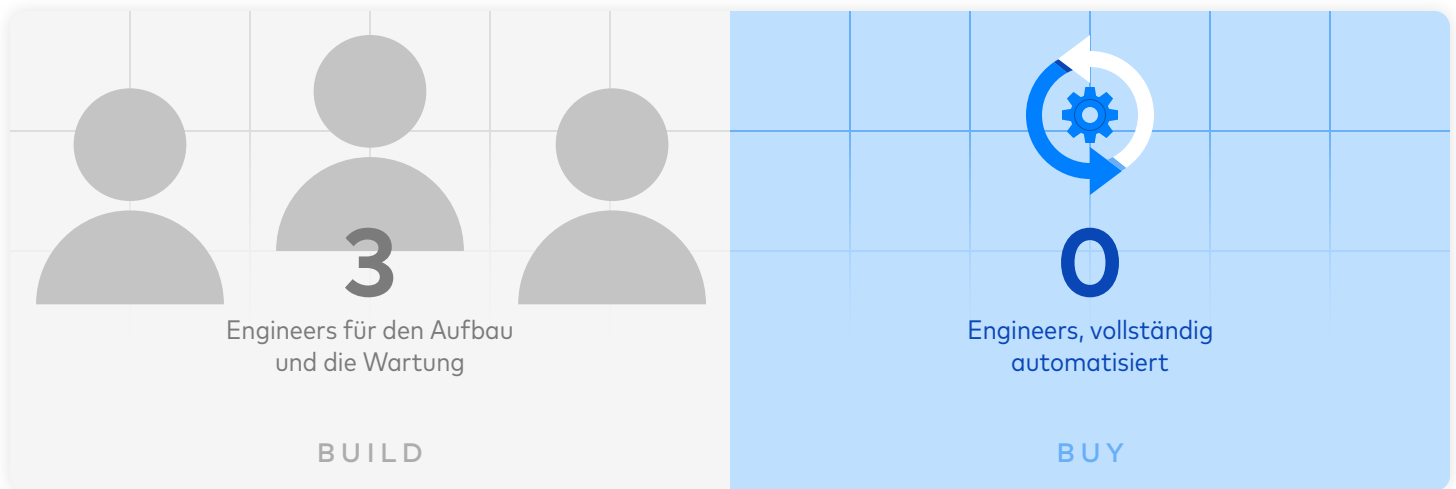 3
Engineers für den Aufbau
und die Wartung
BUILD
0
Engineers, vollständig
automatisiert
BUY